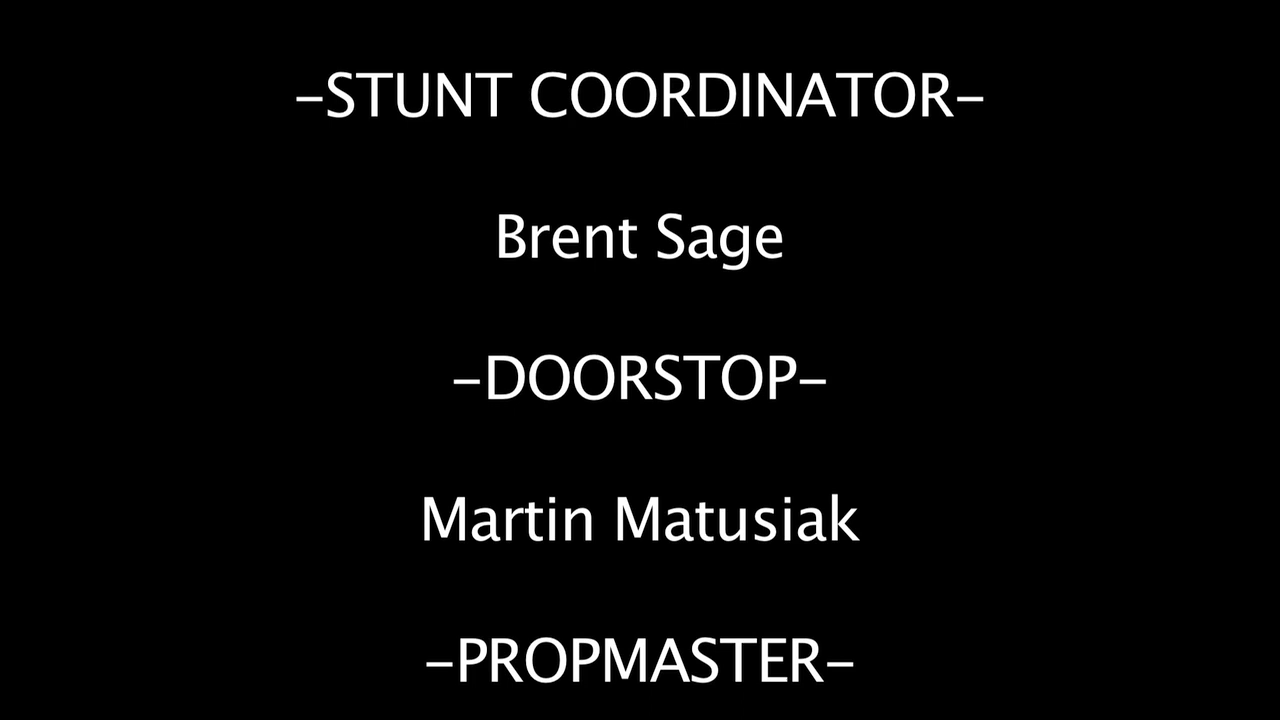 –STUNT COORDINATOR–
Brent Sage
–DOORSTOP–
Martin Matusiak
–PROPMASTER–